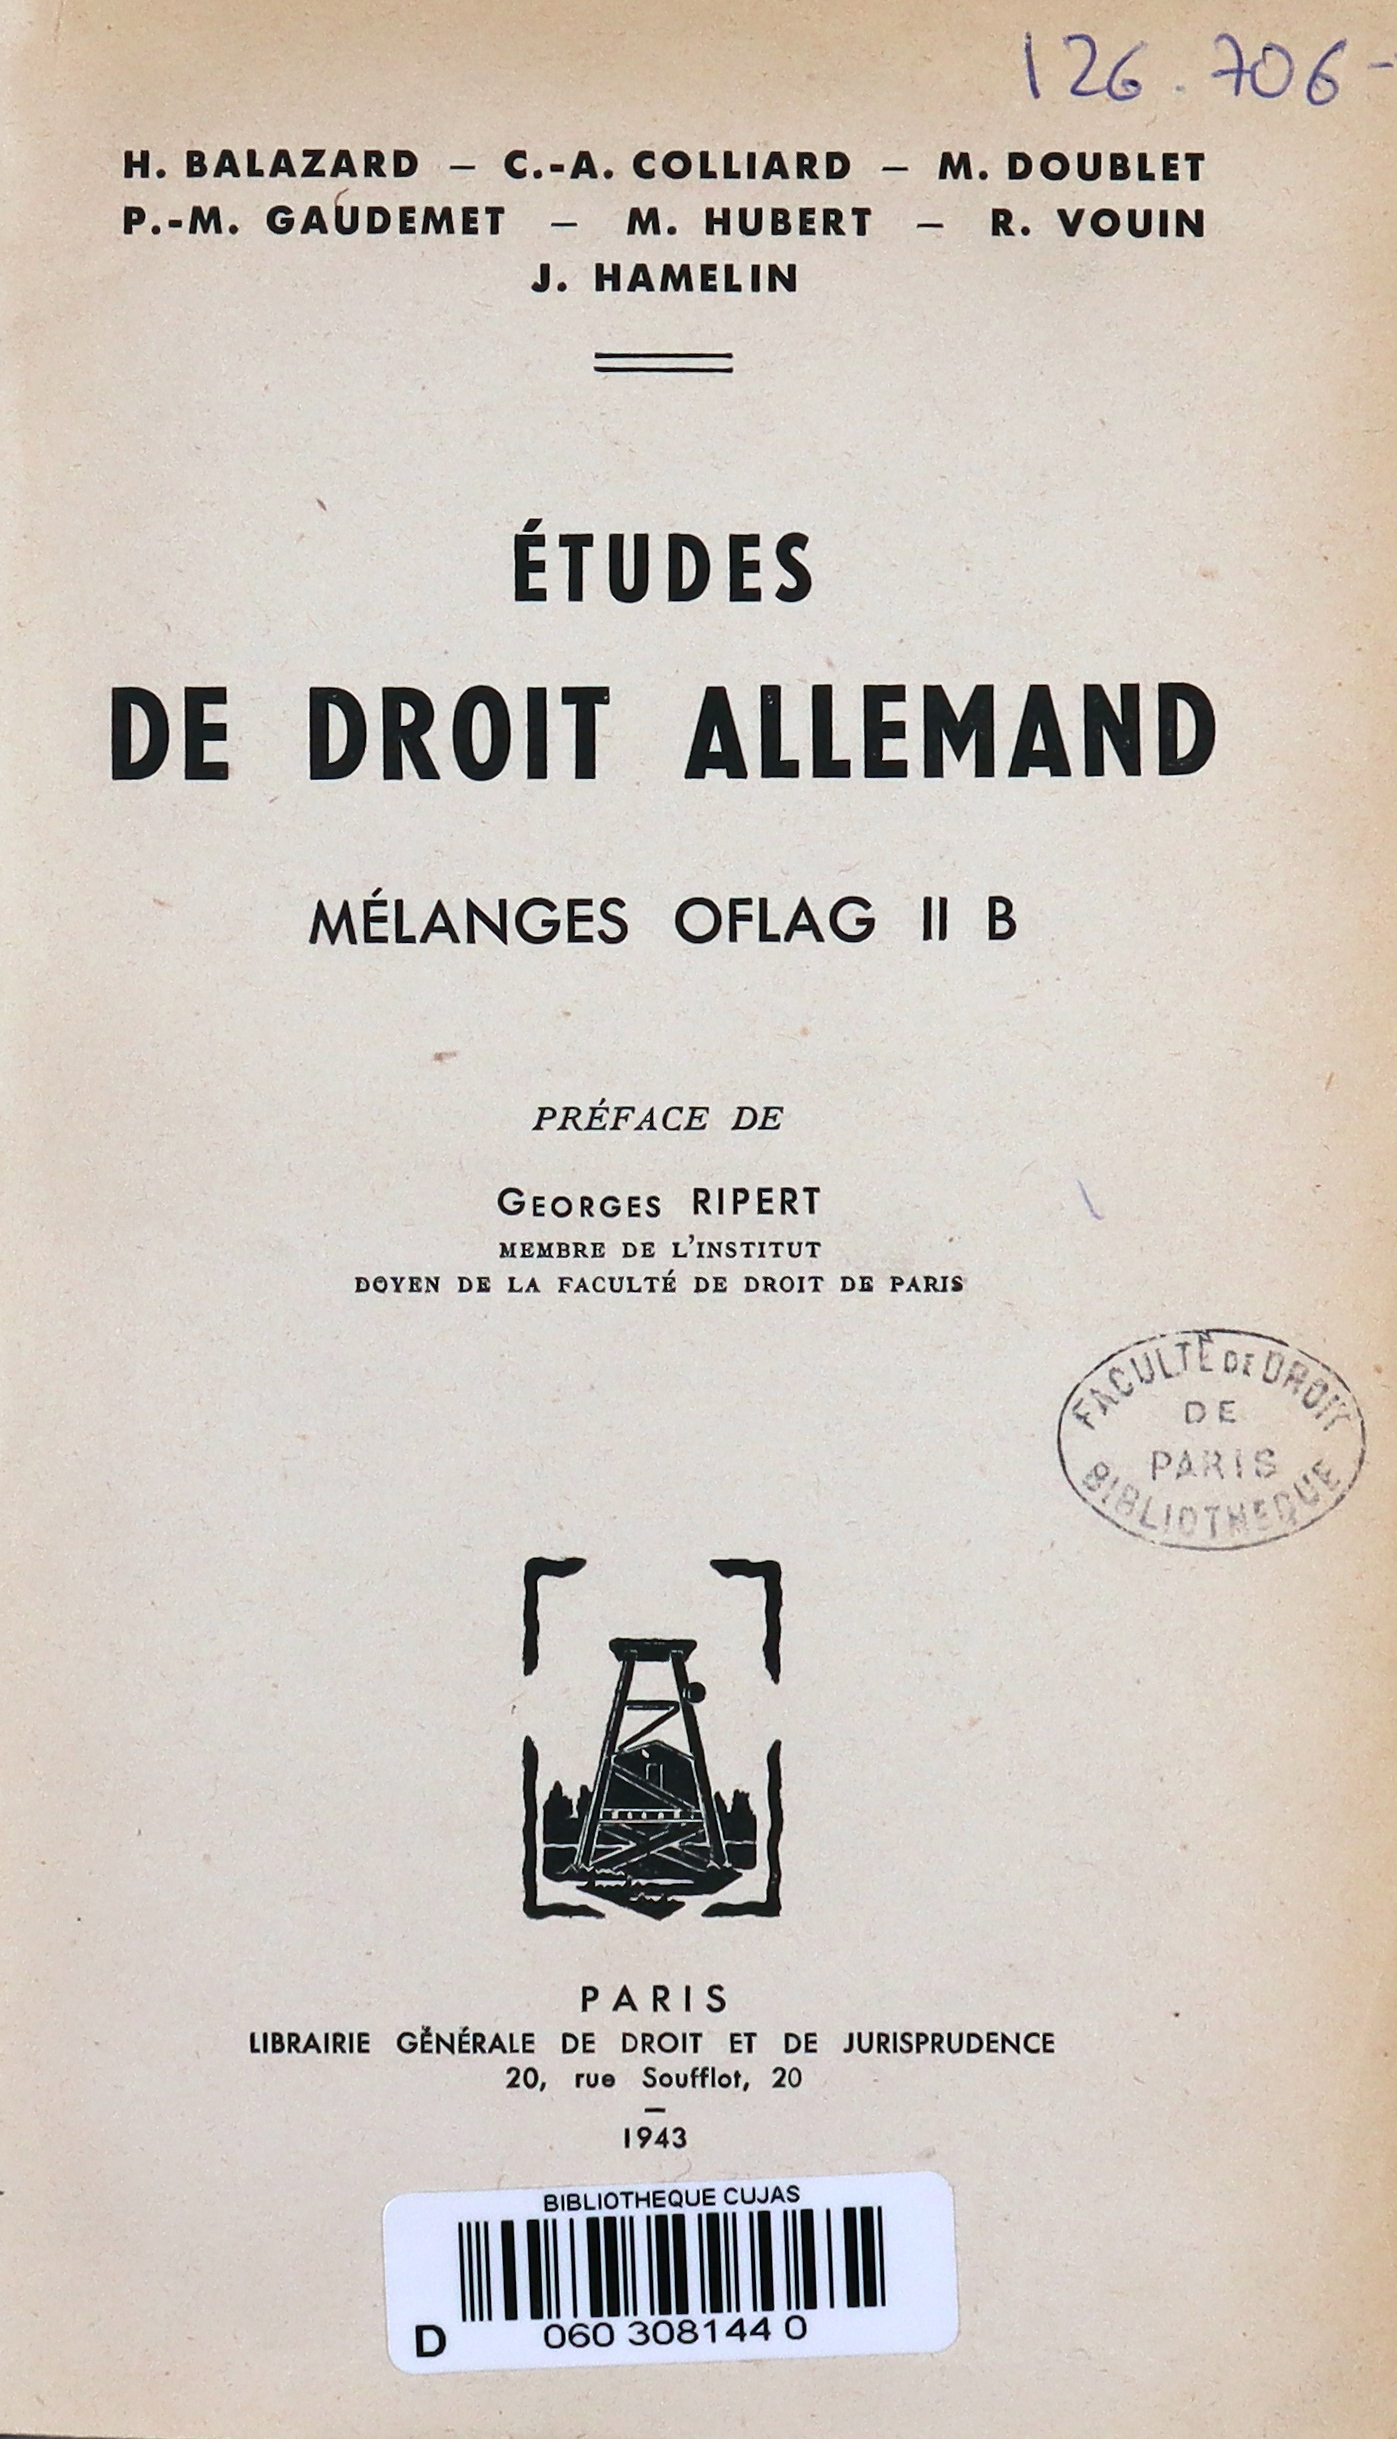 126.706-
H. BALAZARD — C.-A. COLLIARD — M. DOUBLET
P.-M. GAUDEMET — M. HUBERT — R. VOUIN
J. HAMELIN
ÉTUDES
DE DROIT ALLEMAND
MÉLANGES OFLAG II B
PRÉFACE DE
GEORGES RIPERT
MEMBRE DE L'INSTITUT
DOYEN DE LA FACULTÉ DE DROIT DE PARIS
FACULTÉ DE DROIT
DE
PARIS
BIBLIOTHEQUE
PARIS
LIBRAIRIE GÉNÉRALE DE DROIT ET DE JURISPRUDENCE
20, rue Soufflot, 20
1943
BIBLIOTHEQUE CUJAS
D 060 308144 0